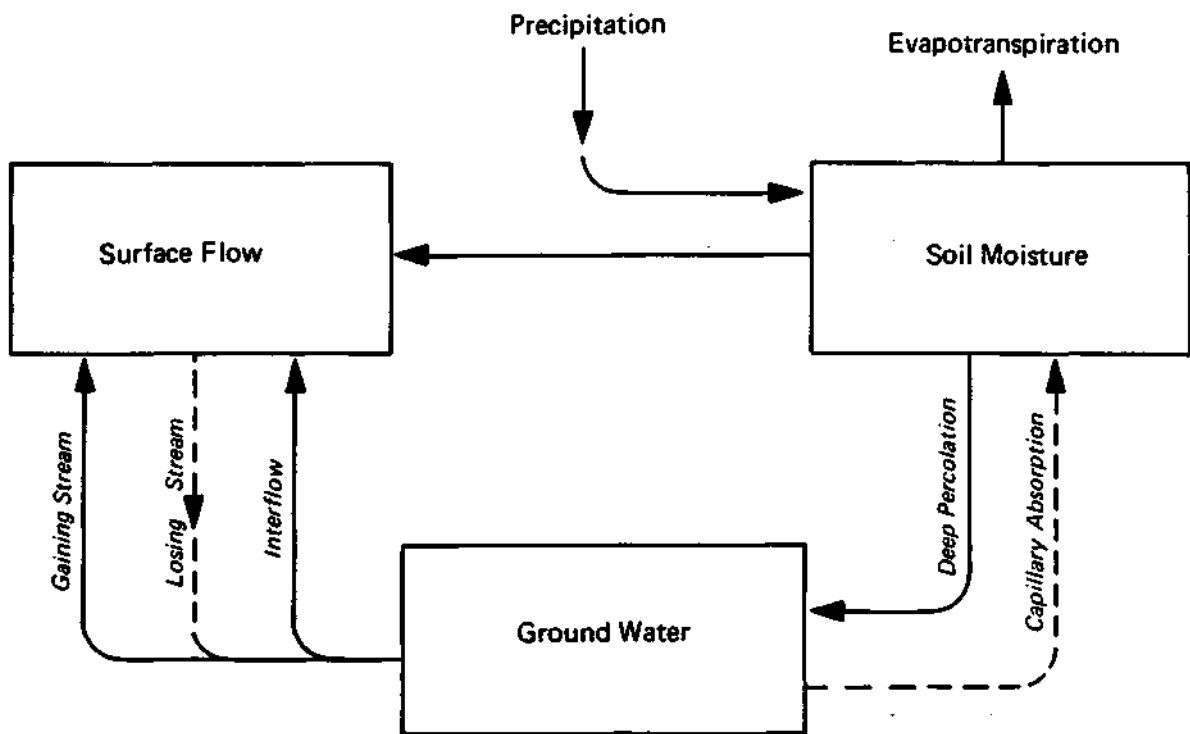 Precipitation
Evapotranspiration
Surface Flow
Soil Moisture
Gaining Stream
Losing Stream
Interflow
Deep Percolation
Capillary Absorption
Ground Water